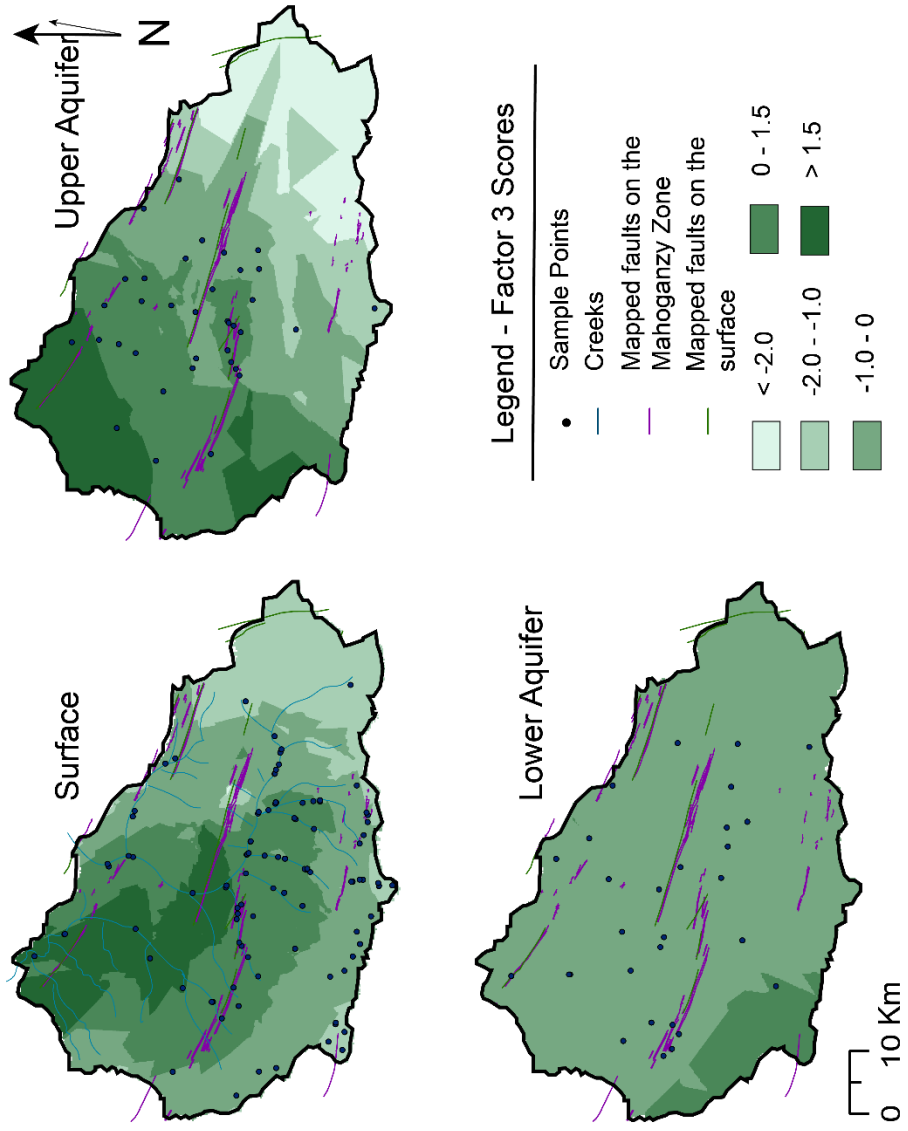 Surface
Upper Aquifer
N
Lower Aquifer
0
10 Km
Legend - Factor 3 Scores
Sample Points
Creeks
Mapped faults on the
Mahoganzy Zone
Mapped faults on the
surface
< -2.0
-2.0 - -1.0
-1.0 - 0
0 - 1.5
> 1.5